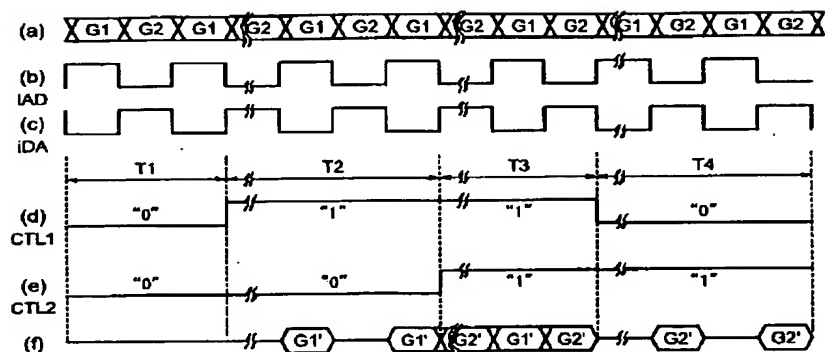 (a) G1 G2 G1 G2 G1 G2 G1 G2 G1 G2 G1 G2 G1 G2
(b)
IAD
(c)
iDA
T1 T2 T3 T4
(d) "0" "1" "1" "0"
CTL1
(e) "0" "0" "1" "1"
CTL2
(f) G1' G1' G2' G1' G2' G2' G2'